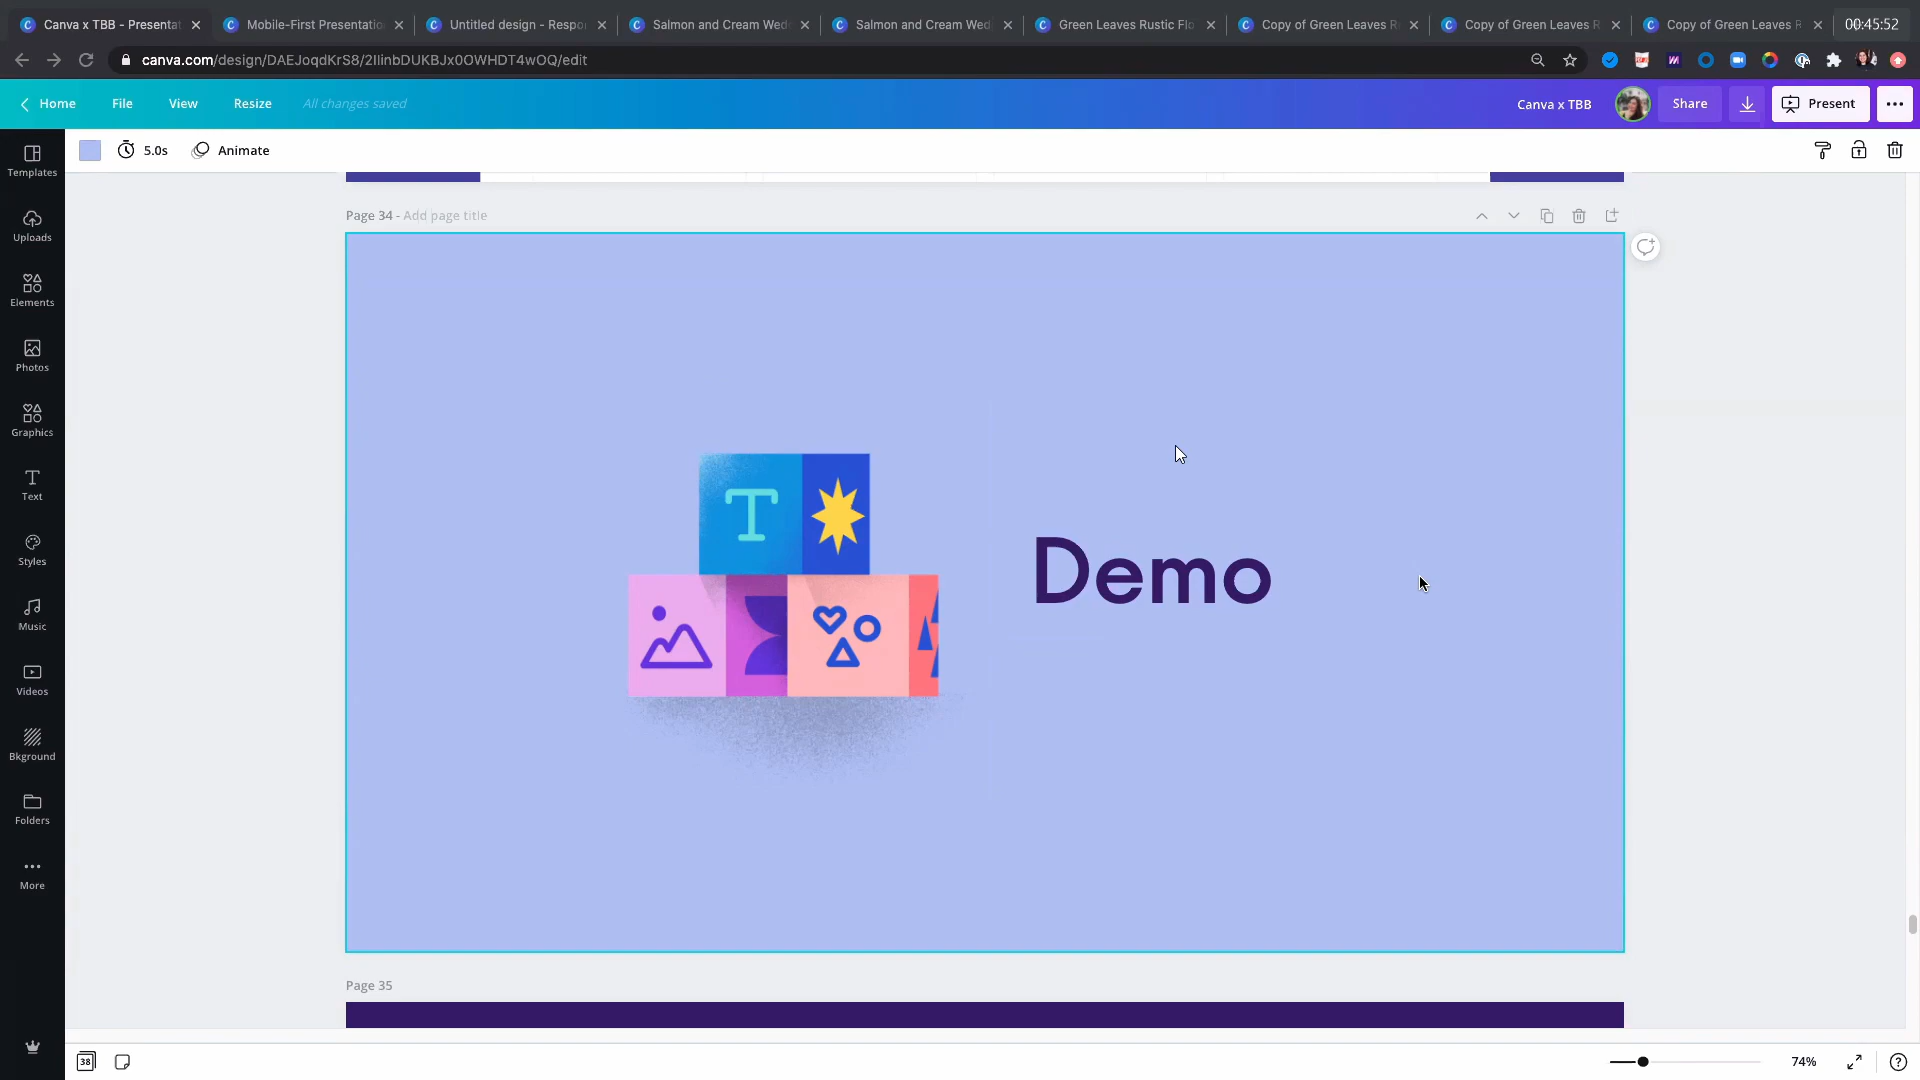 Canva x TBB - Presentat
Mobile-First Presentatio
Untitled design - Respo
Salmon and Cream Wed
Salmon and Cream Wed
Green Leaves Rustic Flo
Copy of Green Leaves R
Copy of Green Leaves R
Copy of Green Leaves R
00:45:52
canva.com/design/DAEJoqdKrS8/2IlinbDUKBJx0OWHDT4wOQ/edit
Home
File
View
Resize
All changes saved
Canva x TBB
Share
Present
5.0s
Animate
Templates
Uploads
Elements
Photos
Graphics
Text
Styles
Music
Videos
Bkground
Folders
More
Page 34 - Add page title
T
Demo
Page 35
38
74%